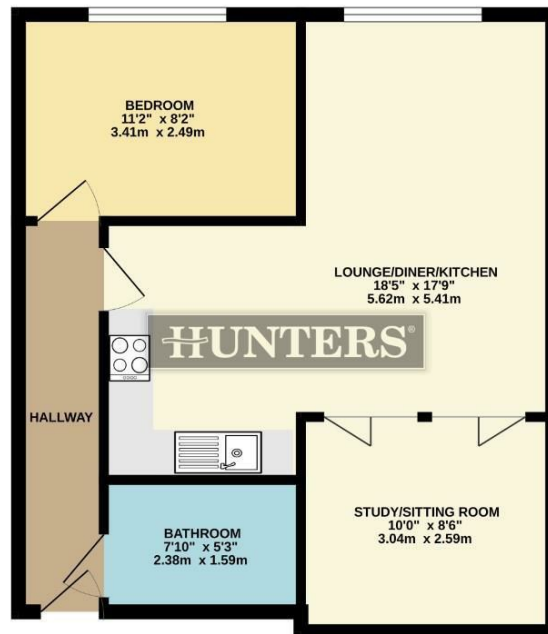 BEDROOM
11'2" x 8'2"
3.41m x 2.49m
LOUNGE/DINER/KITCHEN
18'5" x 17'9"
5.62m x 5.41m
HUNTERS®
HALLWAY
STUDY/SITTING ROOM
10'0" x 8'6"
3.04m x 2.59m
BATHROOM
7'10" x 5'3"
2.38m x 1.59m